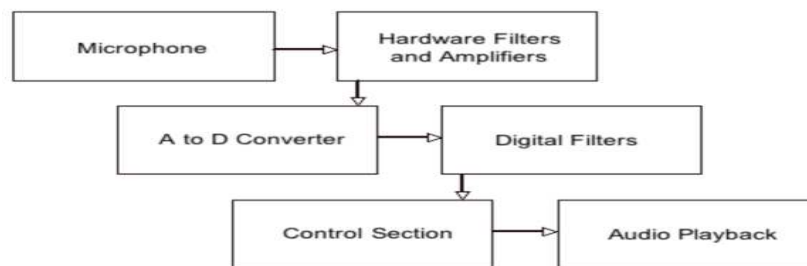 Microphone
Hardware Filters
and Amplifiers
A to D Converter
Digital Filters
Control Section
Audio Playback